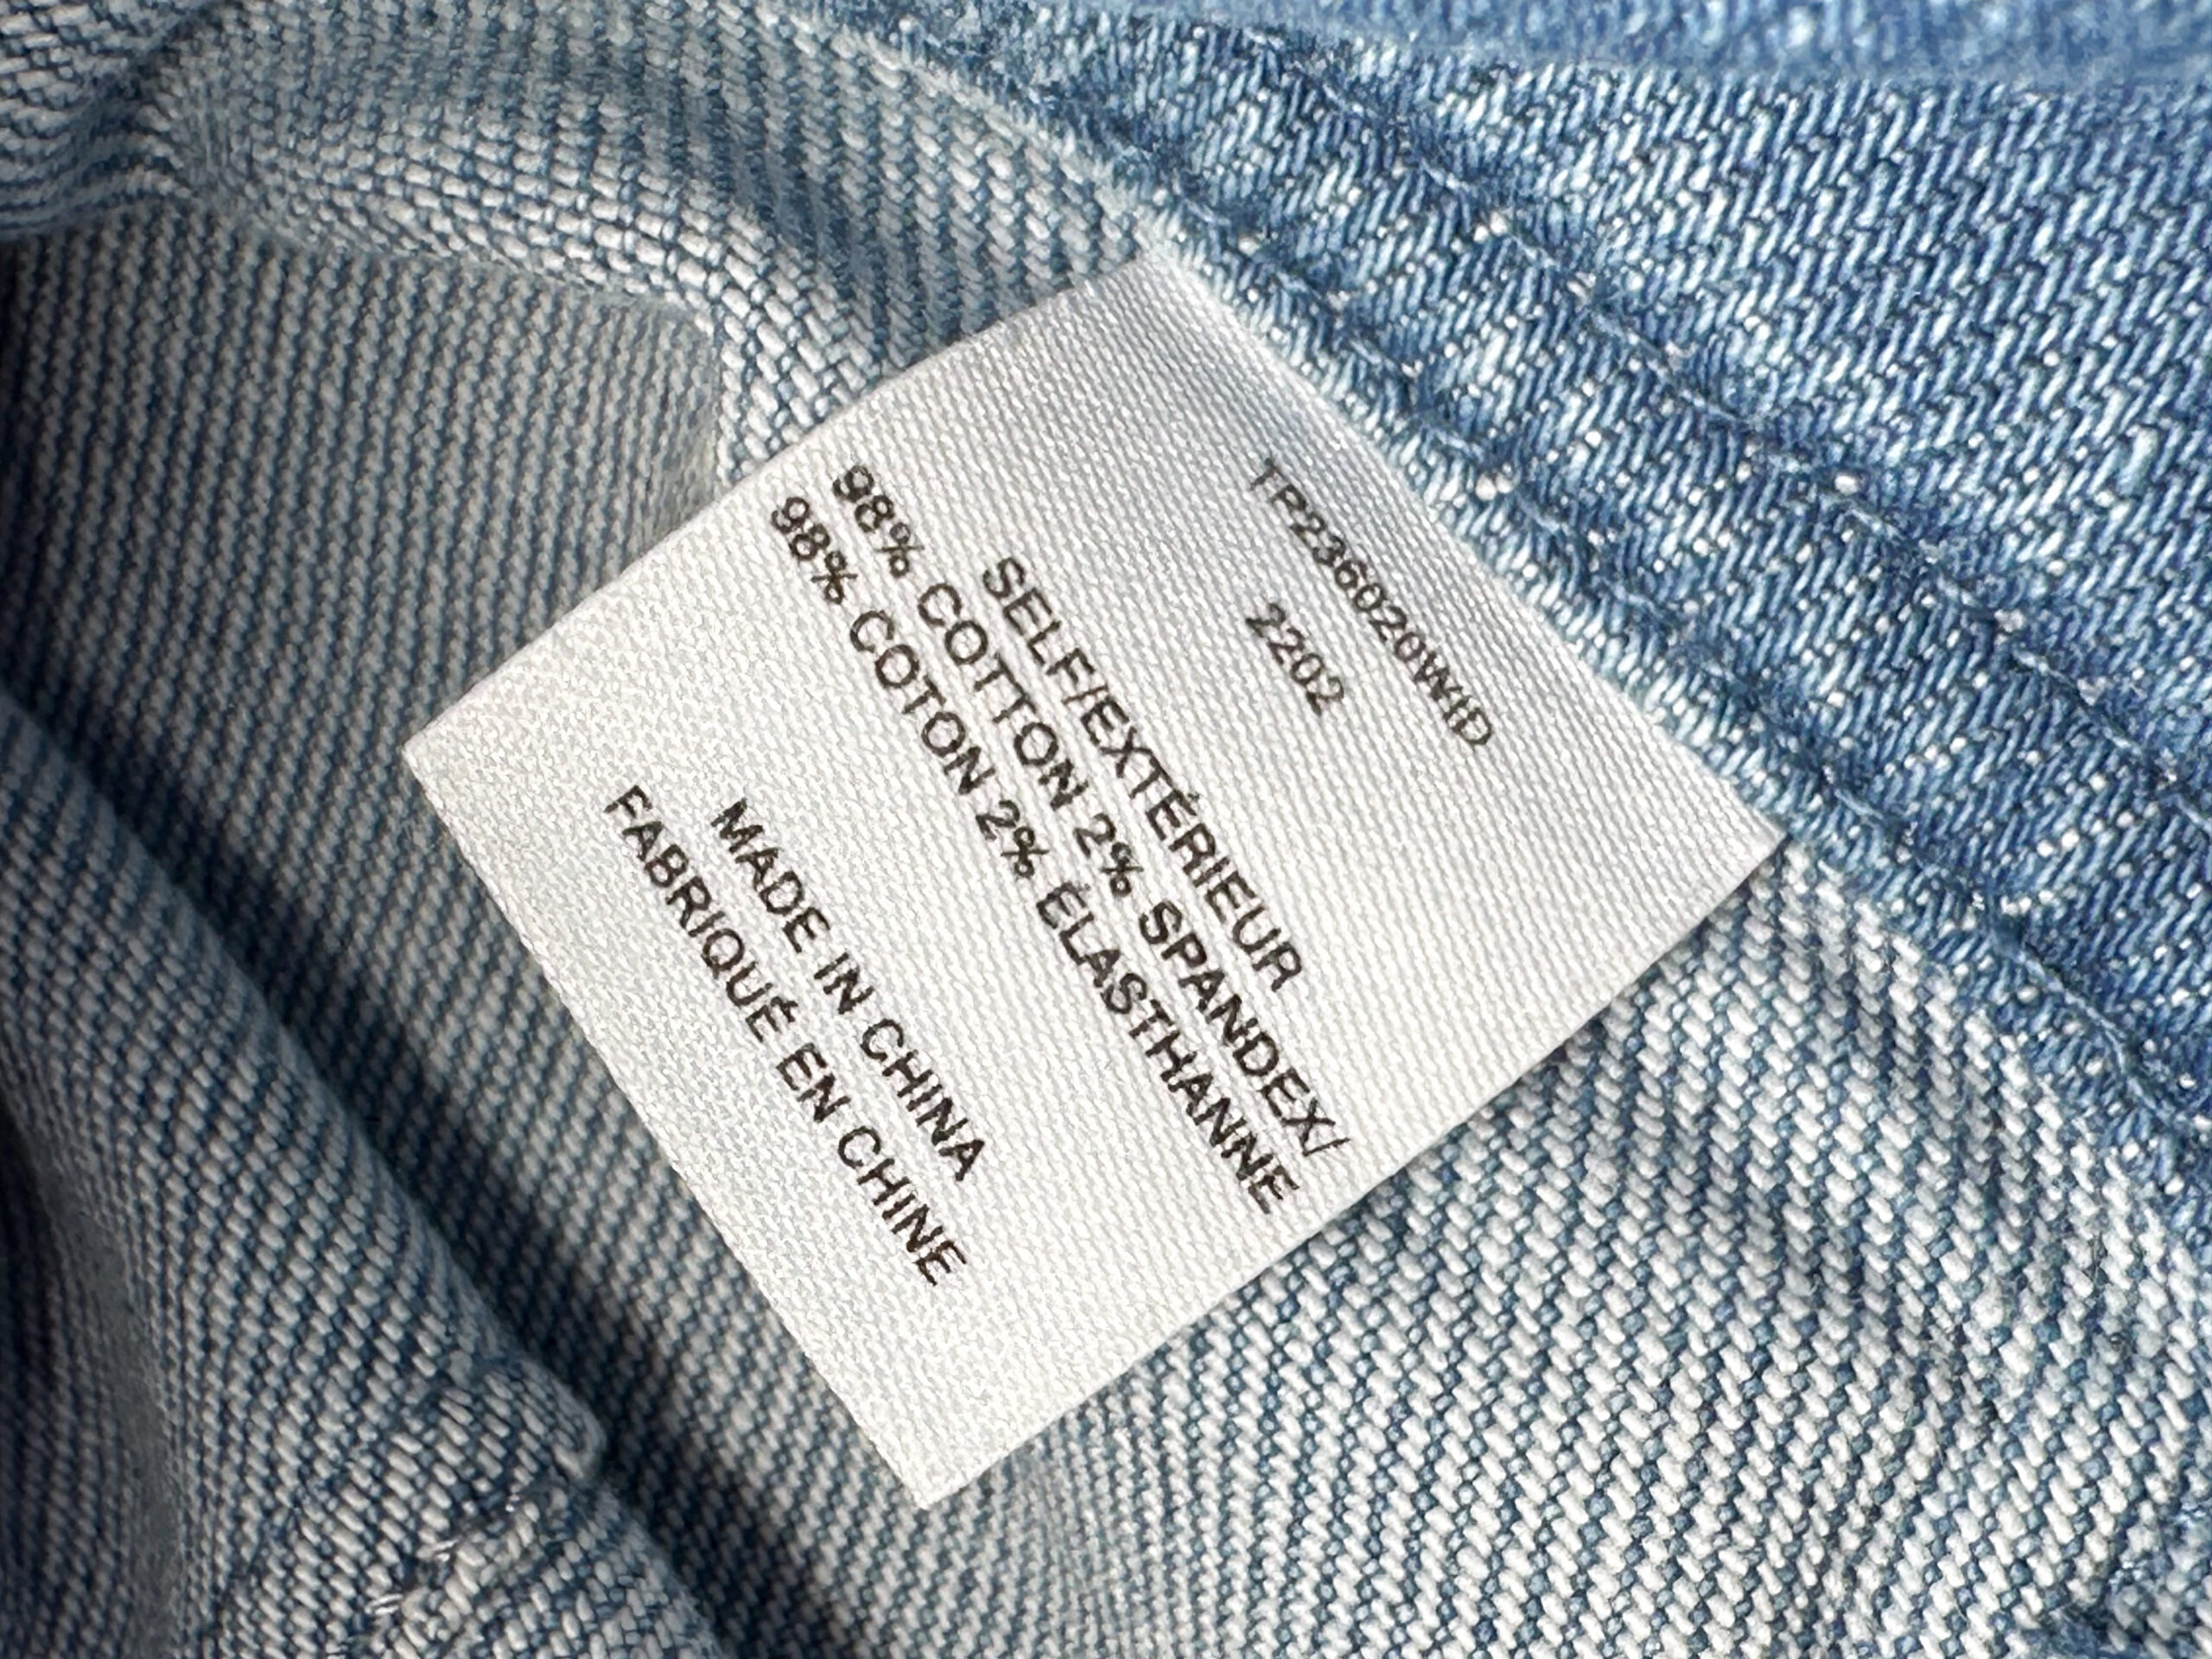 TP236020WID
2202
SELF/EXTÉRIEUR
98% COTTON 2% SPANDEX/
98% COTON 2% ÉLASTHANNE
MADE IN CHINA
FABRIQUÉ EN CHINE